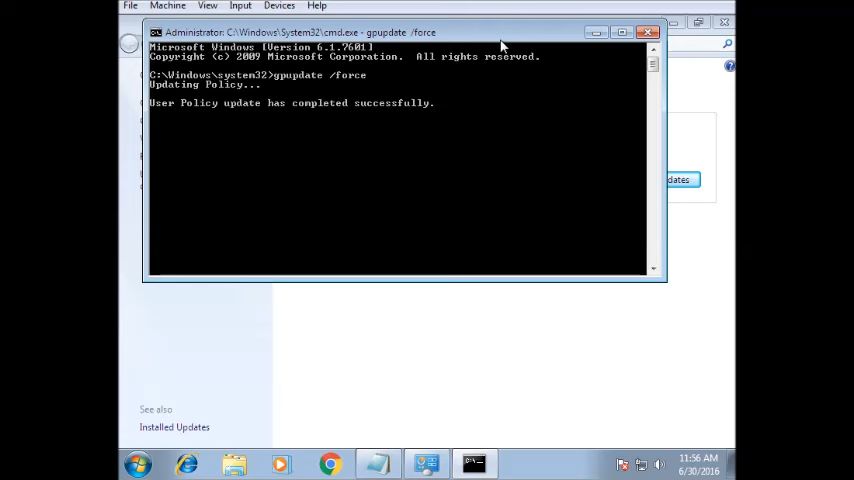 File Machine View Input Devices Help
Administrator: C:\Windows\System32\cmd.exe - gpupdate /force
Microsoft Windows [Version 6.1.7601]
Copyright (c) 2009 Microsoft Corporation. All rights reserved.
C:\Windows\system32>gpupdate /force
Updating Policy...
User Policy update has completed successfully.
dates
See also
Installed Updates
11:56 AM
6/30/2016